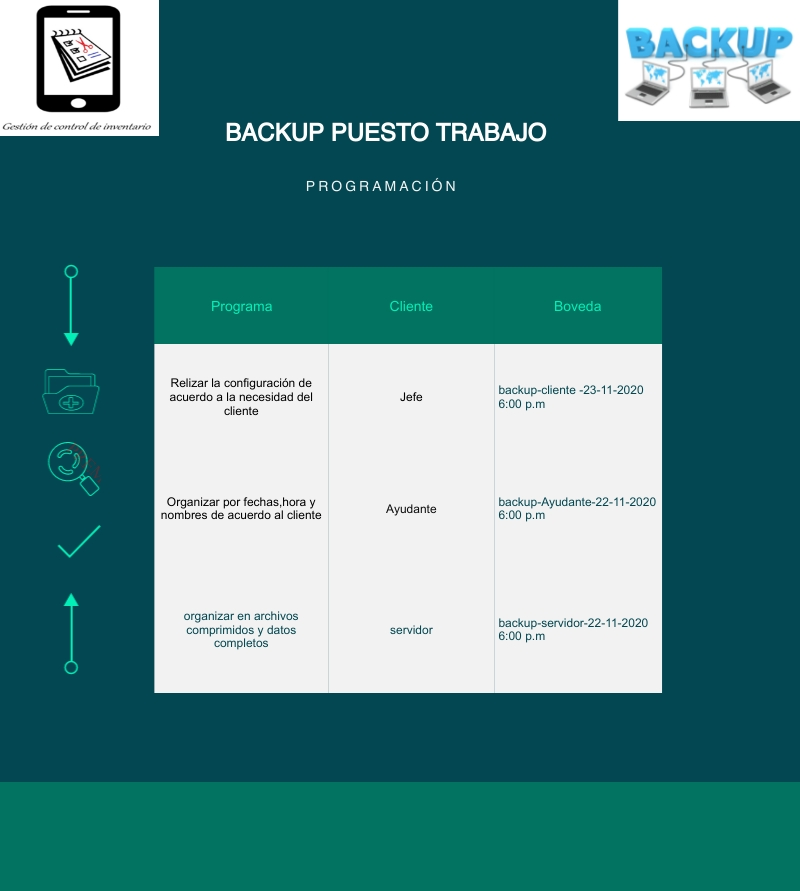 BACKUP
Gestión de control de inventario
BACKUP PUESTO TRABAJO
PROGRAMACIÓN
Programa
Cliente
Boveda
Relizar la configuración de
acuerdo a la necesidad del
cliente
Jefe
backup-cliente -23-11-2020
6:00 p.m
Organizar por fechas,hora y
nombres de acuerdo al cliente
Ayudante
backup-Ayudante-22-11-2020
6:00 p.m
organizar en archivos
comprimidos y datos
completos
servidor
backup-servidor-22-11-2020
6:00 p.m